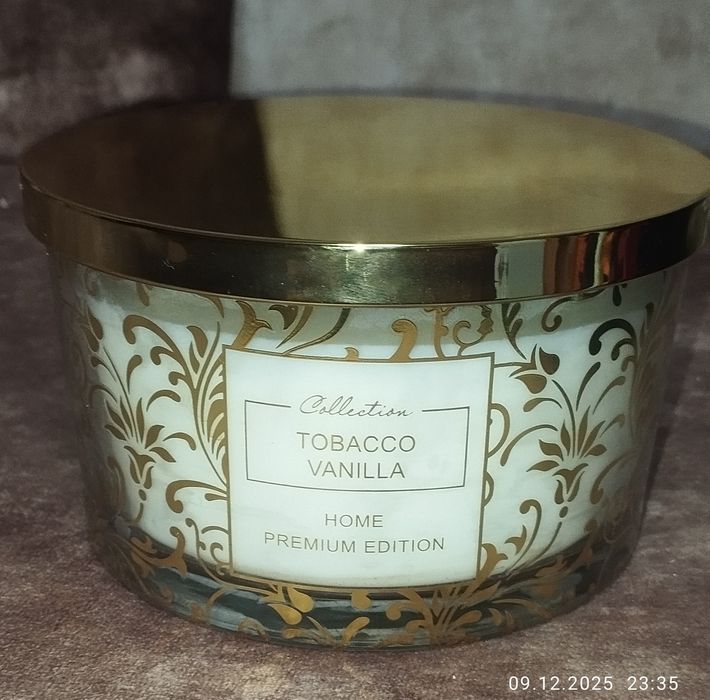 Collection
TOBACCO
VANILLA
HOME
PREMIUM EDITION
09.12.2025 23:35